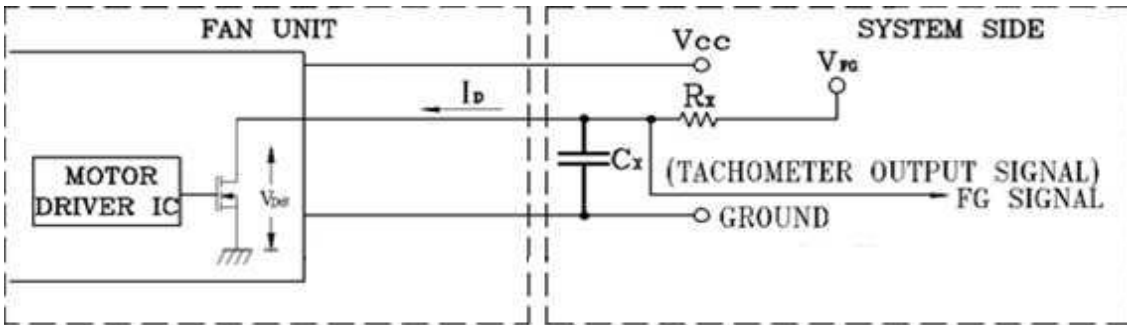 FAN UNIT
SYSTEM SIDE
Vcc
VFG
ID
RX
CX
MOTOR
DRIVER IC
VDS
(TACHOMETER OUTPUT SIGNAL)
FG SIGNAL
GROUND